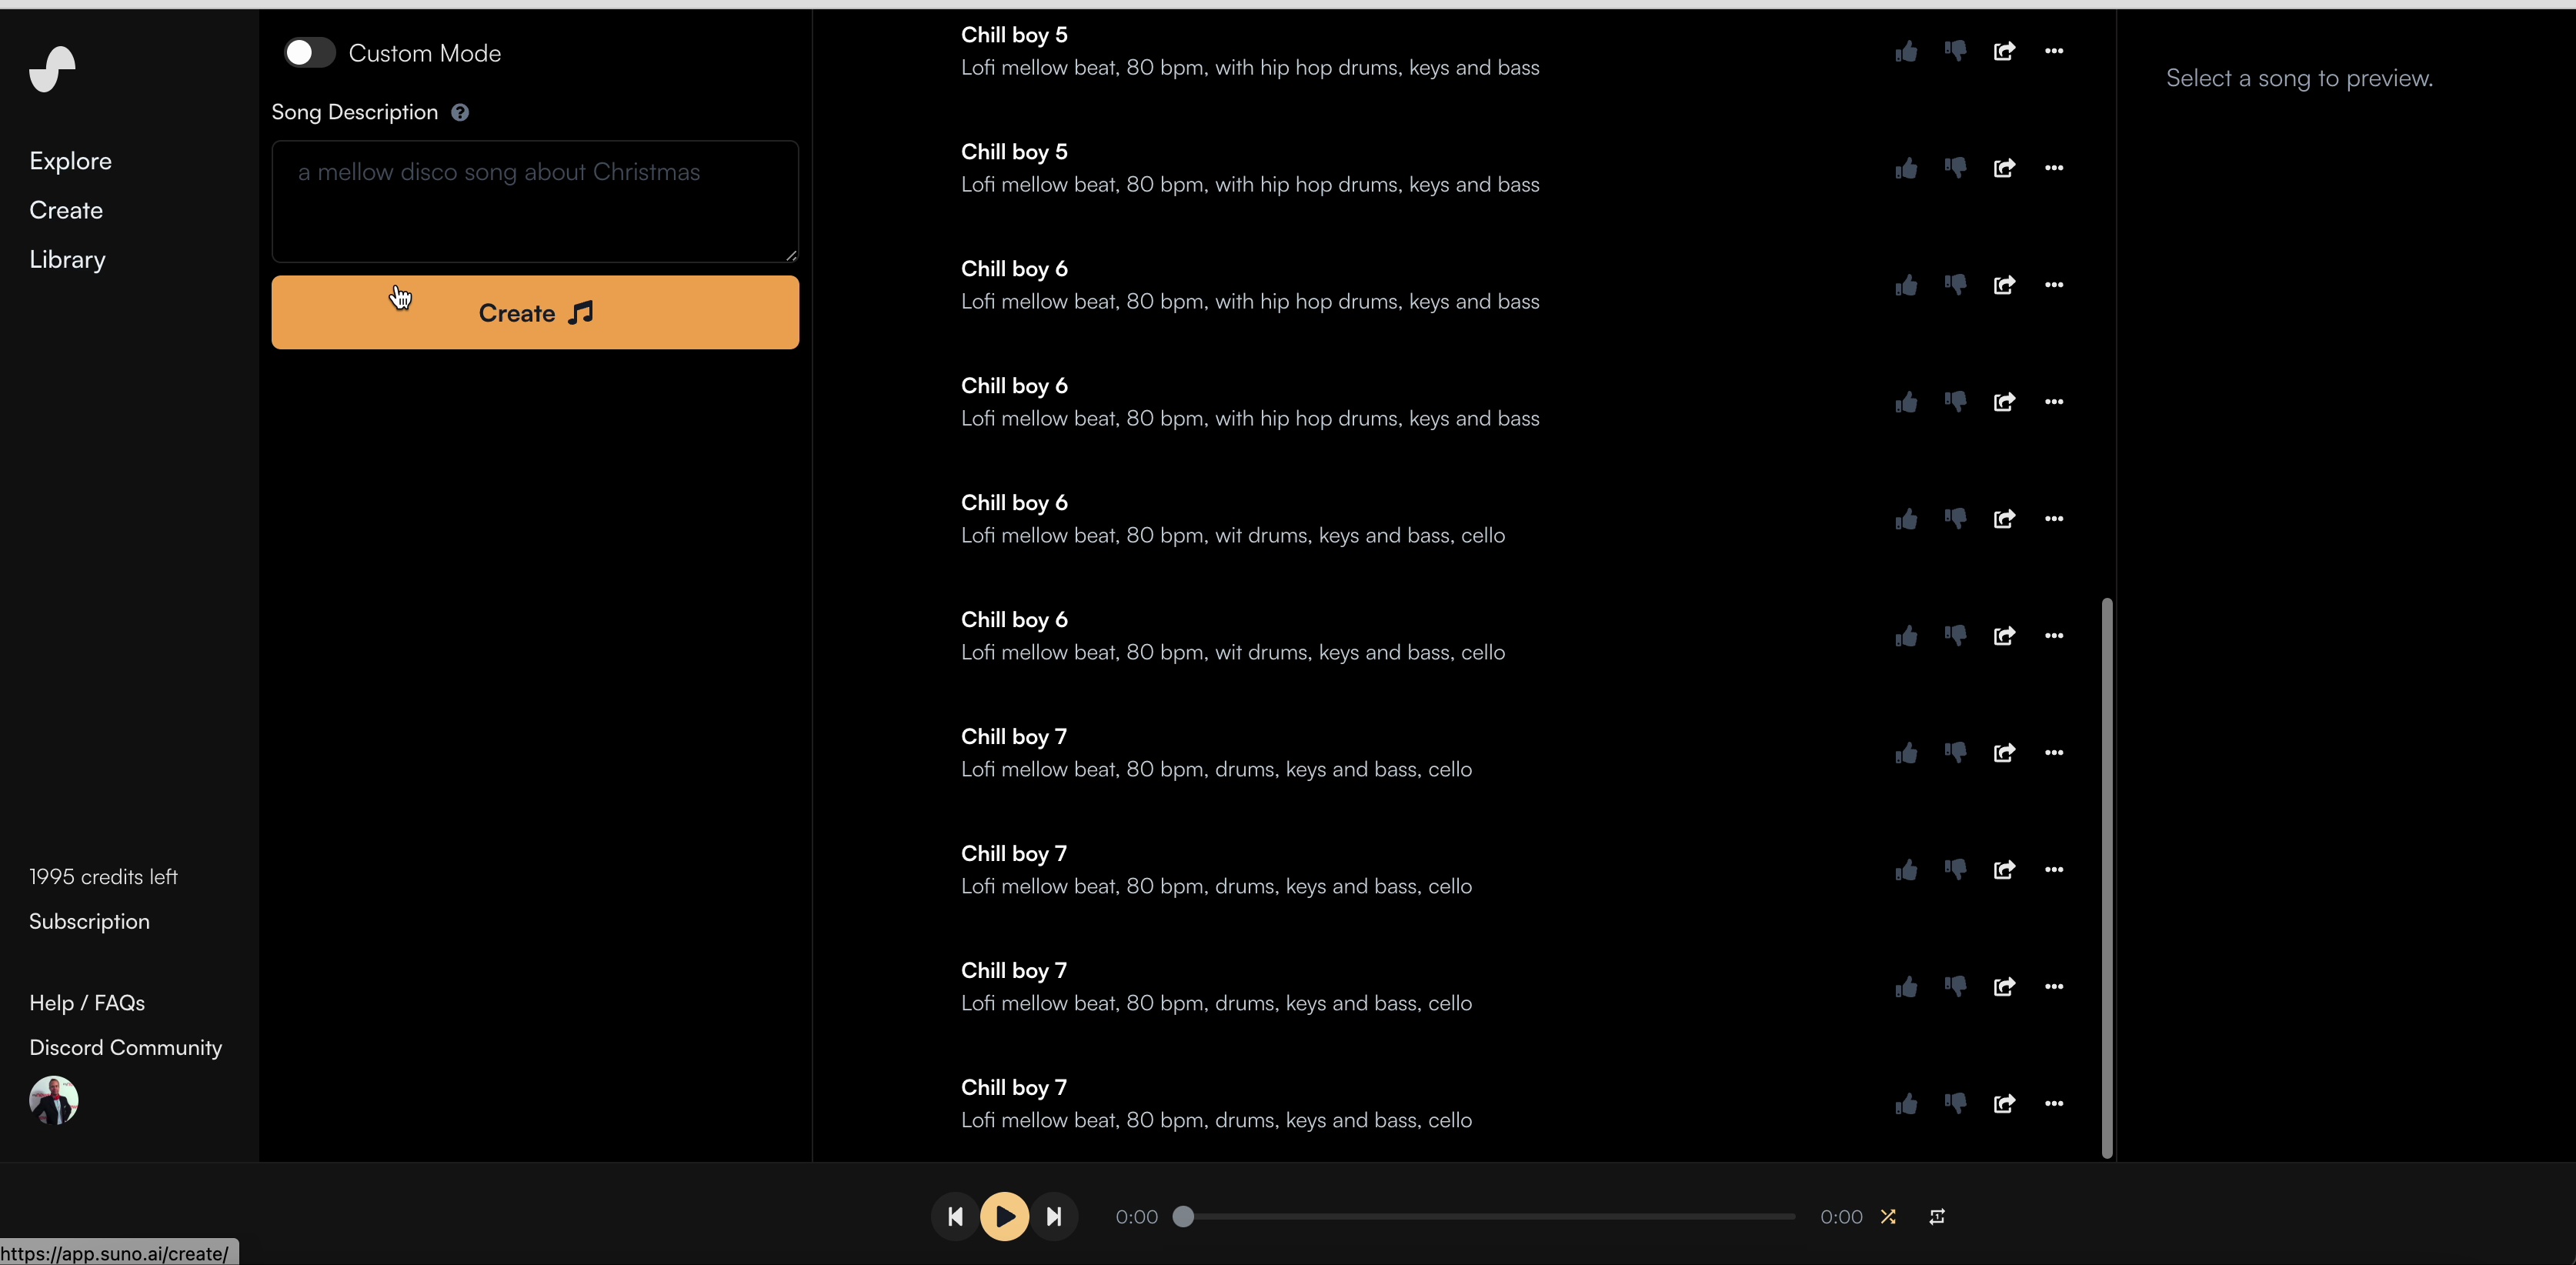 Explore
Create
Library
1995 credits left
Subscription
Help / FAQs
Discord Community
Custom Mode
Song Description
a mellow disco song about Christmas
Create
Chill boy 5
Lofi mellow beat, 80 bpm, with hip hop drums, keys and bass
Chill boy 5
Lofi mellow beat, 80 bpm, with hip hop drums, keys and bass
Chill boy 6
Lofi mellow beat, 80 bpm, with hip hop drums, keys and bass
Chill boy 6
Lofi mellow beat, 80 bpm, with hip hop drums, keys and bass
Chill boy 6
Lofi mellow beat, 80 bpm, wit drums, keys and bass, cello
Chill boy 6
Lofi mellow beat, 80 bpm, wit drums, keys and bass, cello
Chill boy 7
Lofi mellow beat, 80 bpm, drums, keys and bass, cello
Chill boy 7
Lofi mellow beat, 80 bpm, drums, keys and bass, cello
Chill boy 7
Lofi mellow beat, 80 bpm, drums, keys and bass, cello
Chill boy 7
Lofi mellow beat, 80 bpm, drums, keys and bass, cello
Select a song to preview.
0:00
0:00
https://app.suno.ai/create/